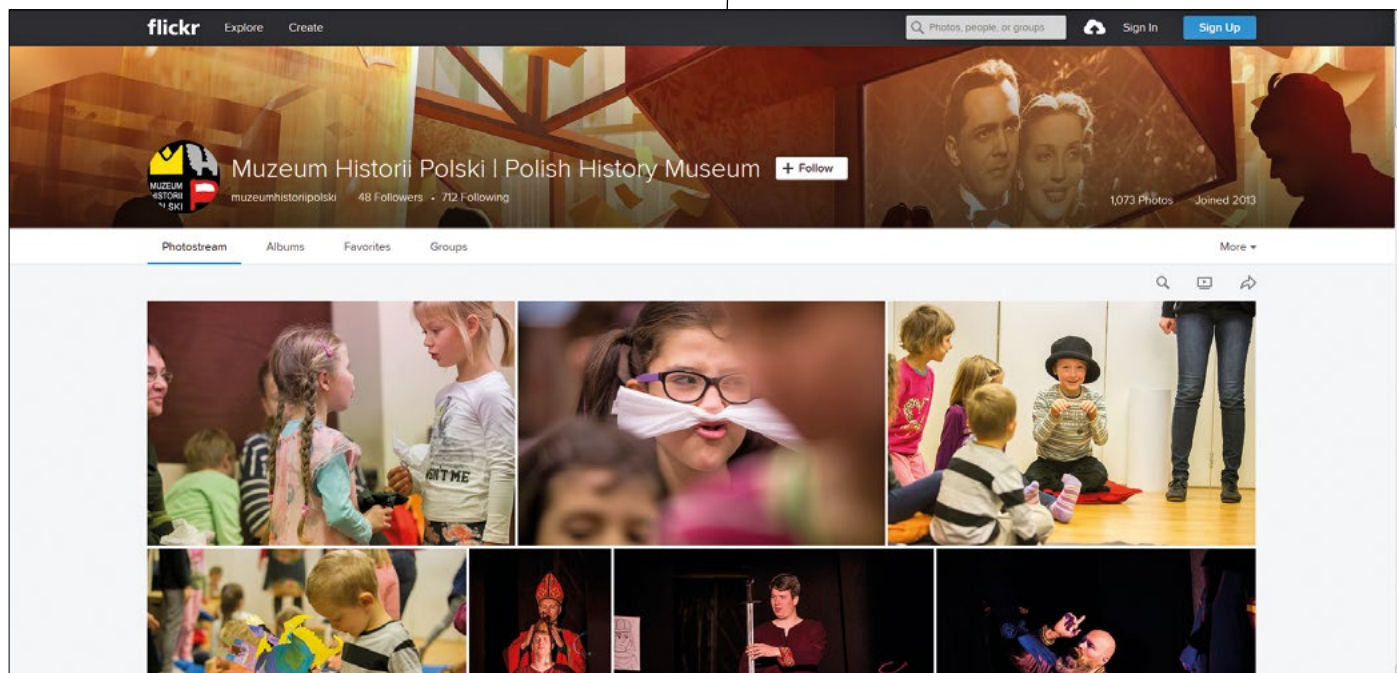 flickr Explore Create Photos, people, or groups Sign In Sign Up
MUZEUM
HISTORII
POLSKI
Muzeum Historii Polski | Polish History Museum + Follow
muzeumhistoriipolski 48 Followers • 712 Following 1,073 Photos Joined 2013
Photostream Albums Favorites Groups More
ISN'T ME